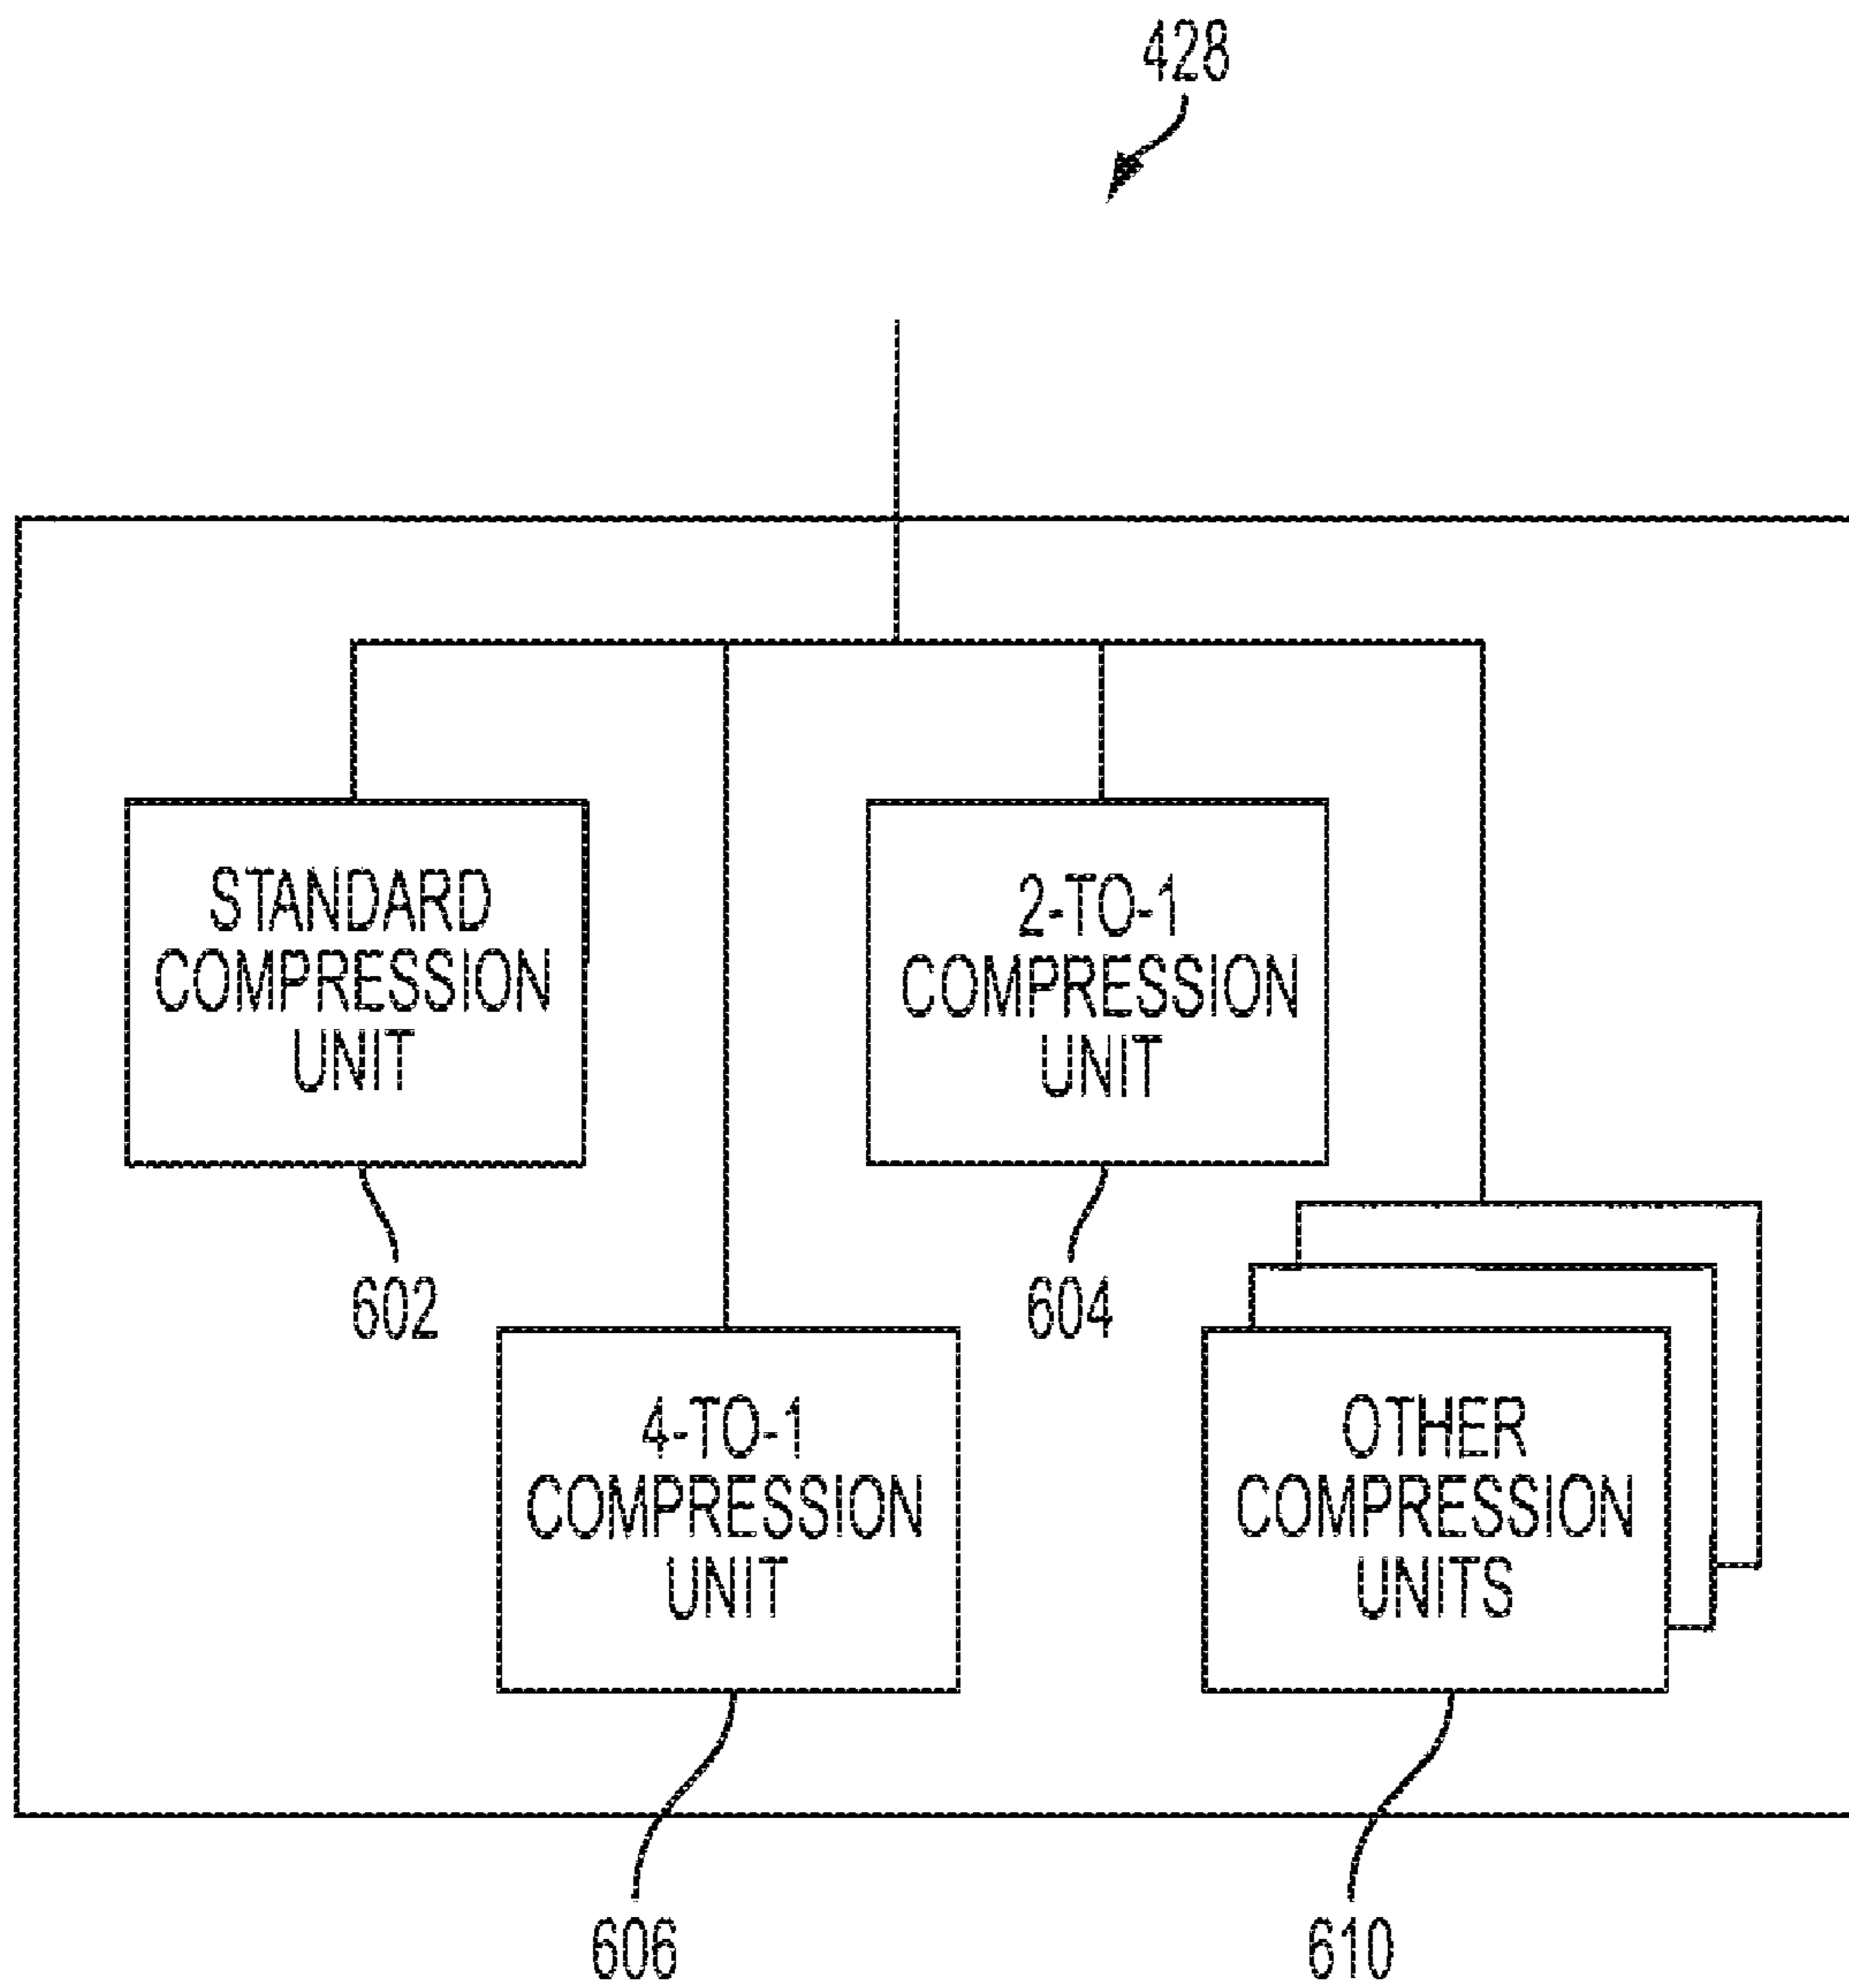 428
STANDARD
COMPRESSION
UNIT
602
2-TO-1
COMPRESSION
UNIT
604
4-TO-1
COMPRESSION
UNIT
606
OTHER
COMPRESSION
UNITS
610